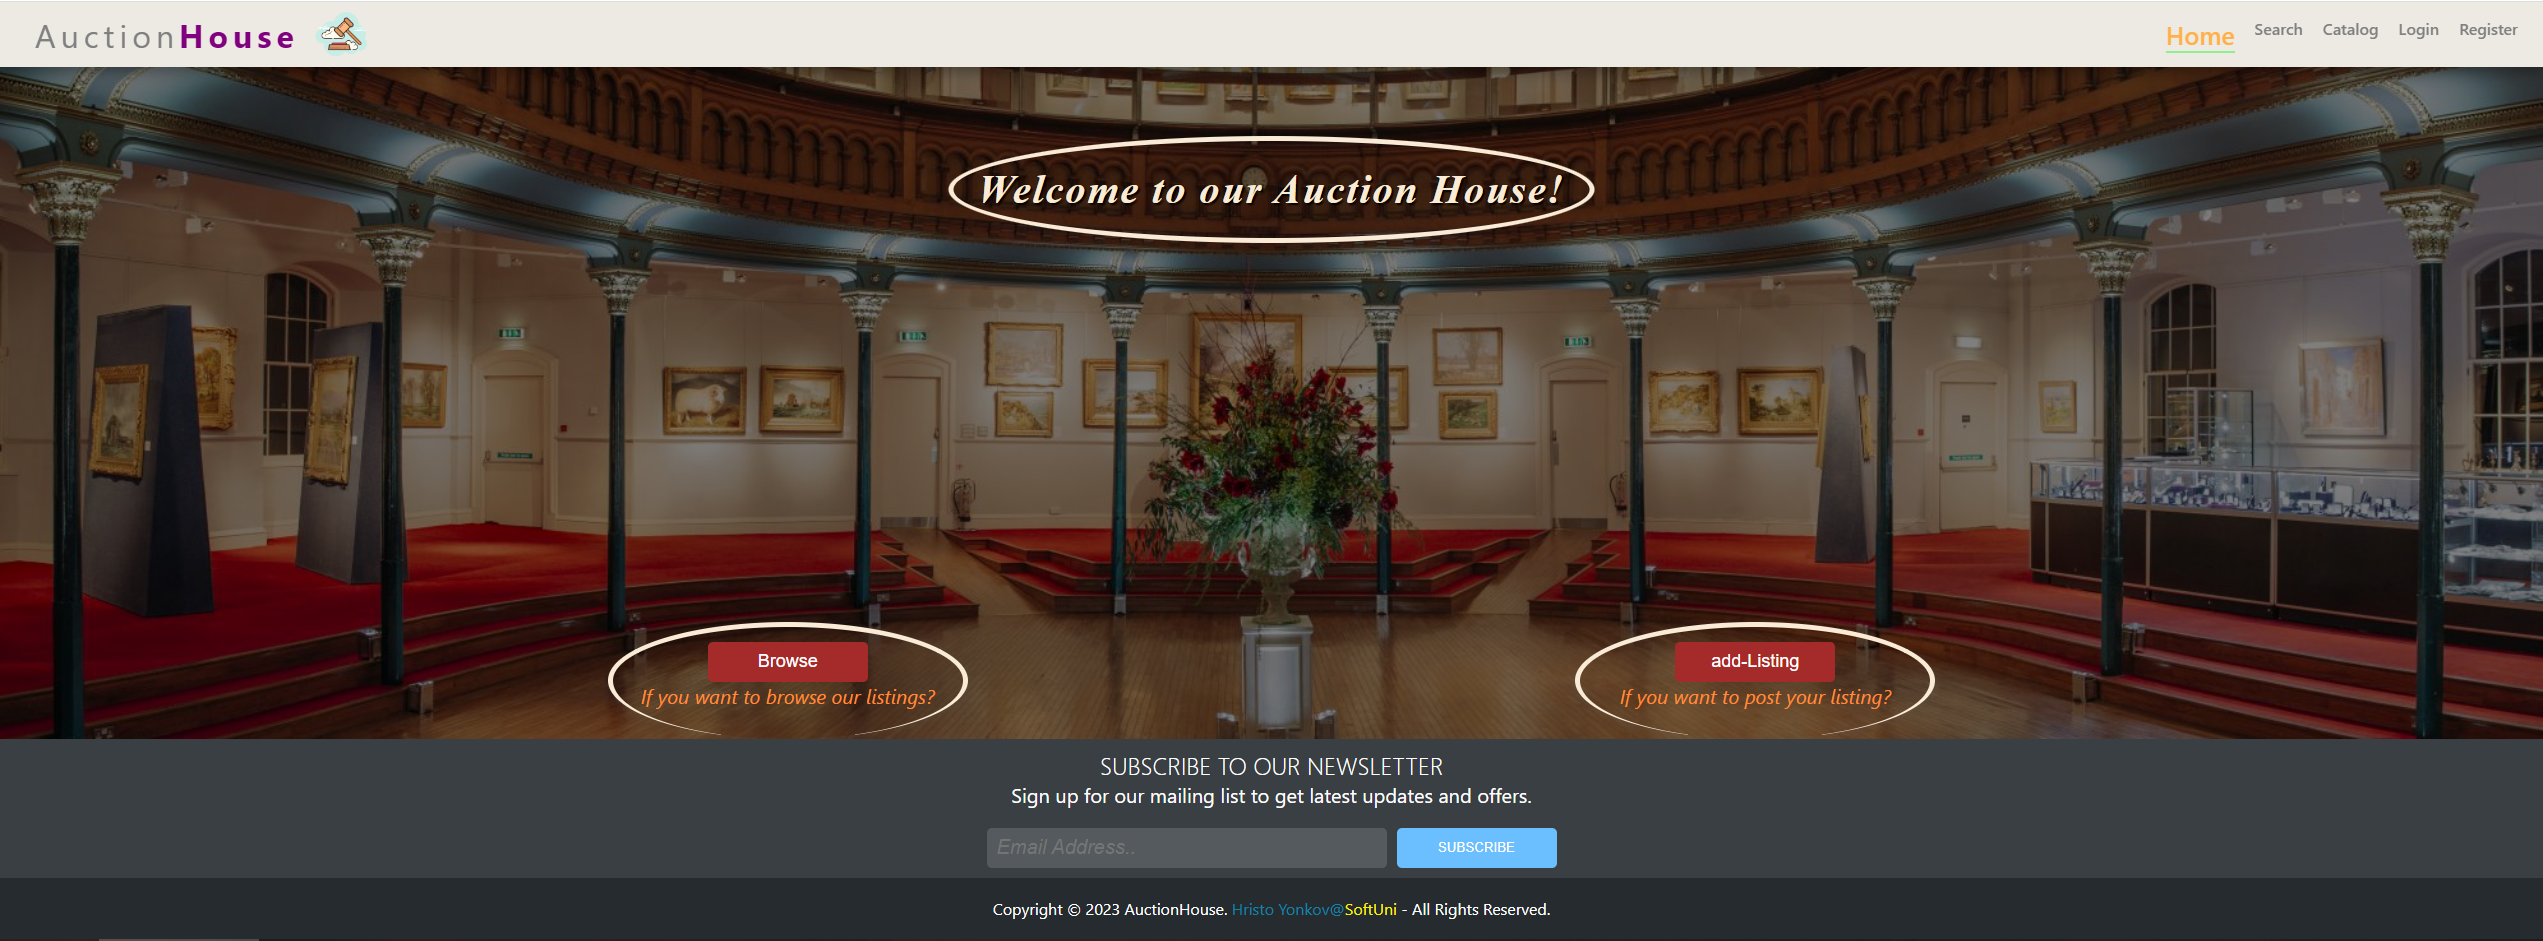 AuctionHouse
Home Search Catalog Login Register
Welcome to our Auction House!
Browse
If you want to browse our listings?
add-Listing
If you want to post your listing?
SUBSCRIBE TO OUR NEWSLETTER
Sign up for our mailing list to get latest updates and offers.
Email Address..
SUBSCRIBE
Copyright © 2023 AuctionHouse. Hristo Yonkov@SoftUni - All Rights Reserved.